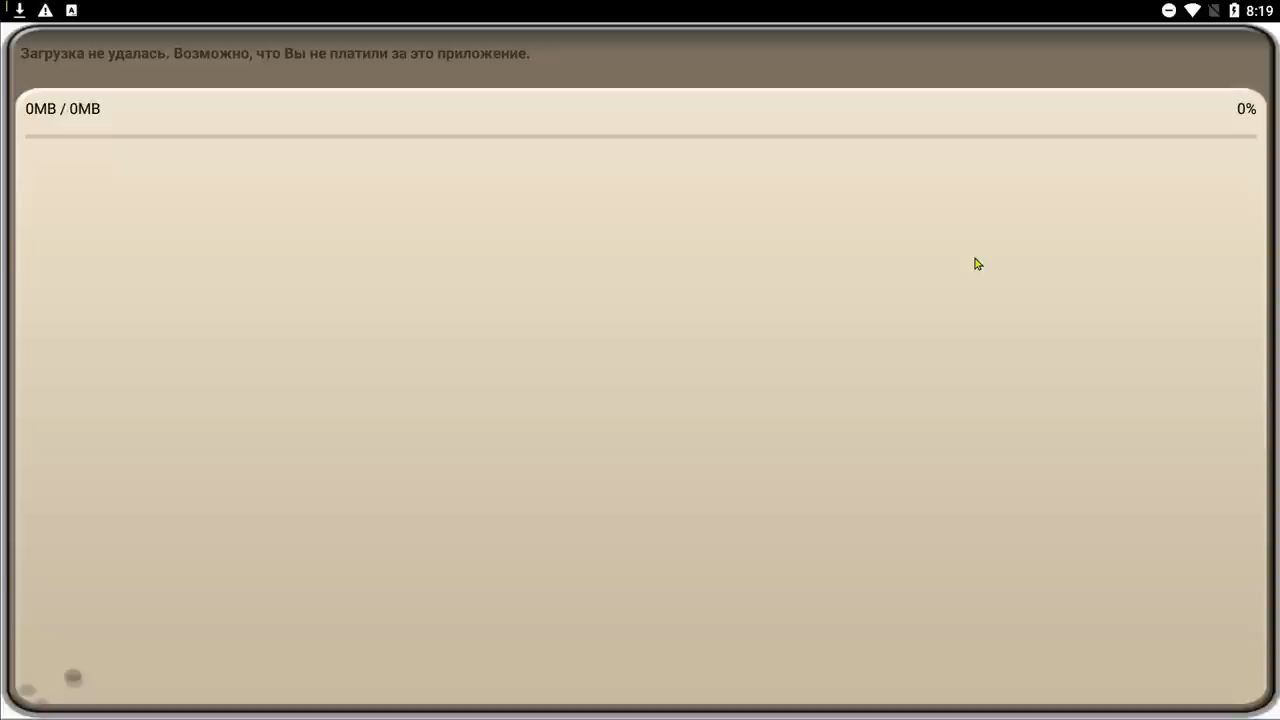 8:19
Загрузка не удалась. Возможно, что Вы не платили за это приложение.
0MB / 0MB 0%